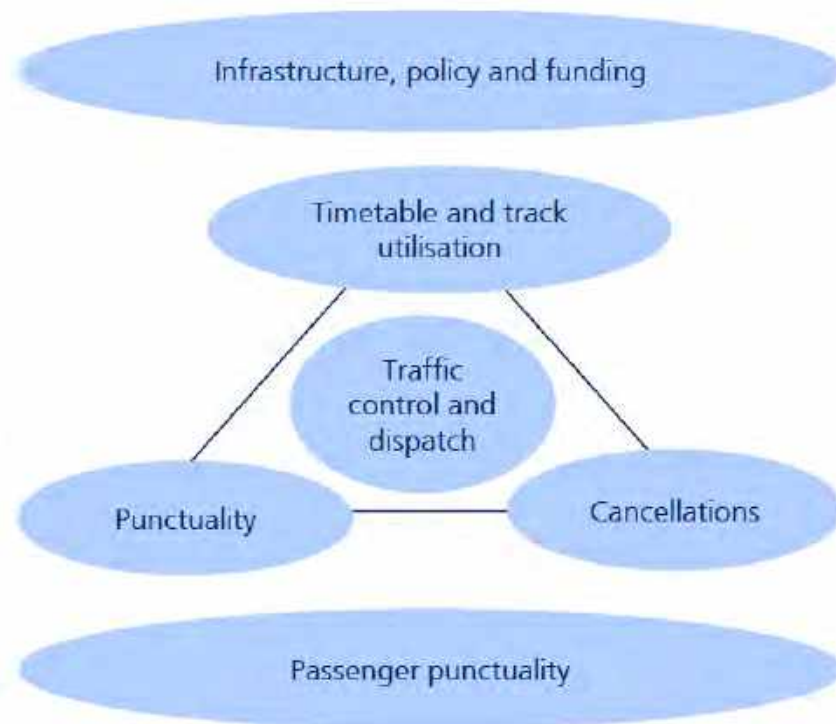 Infrastructure, policy and funding
Timetable and track
utilisation
Traffic
control and
dispatch
Punctuality
Cancellations
Passenger punctuality